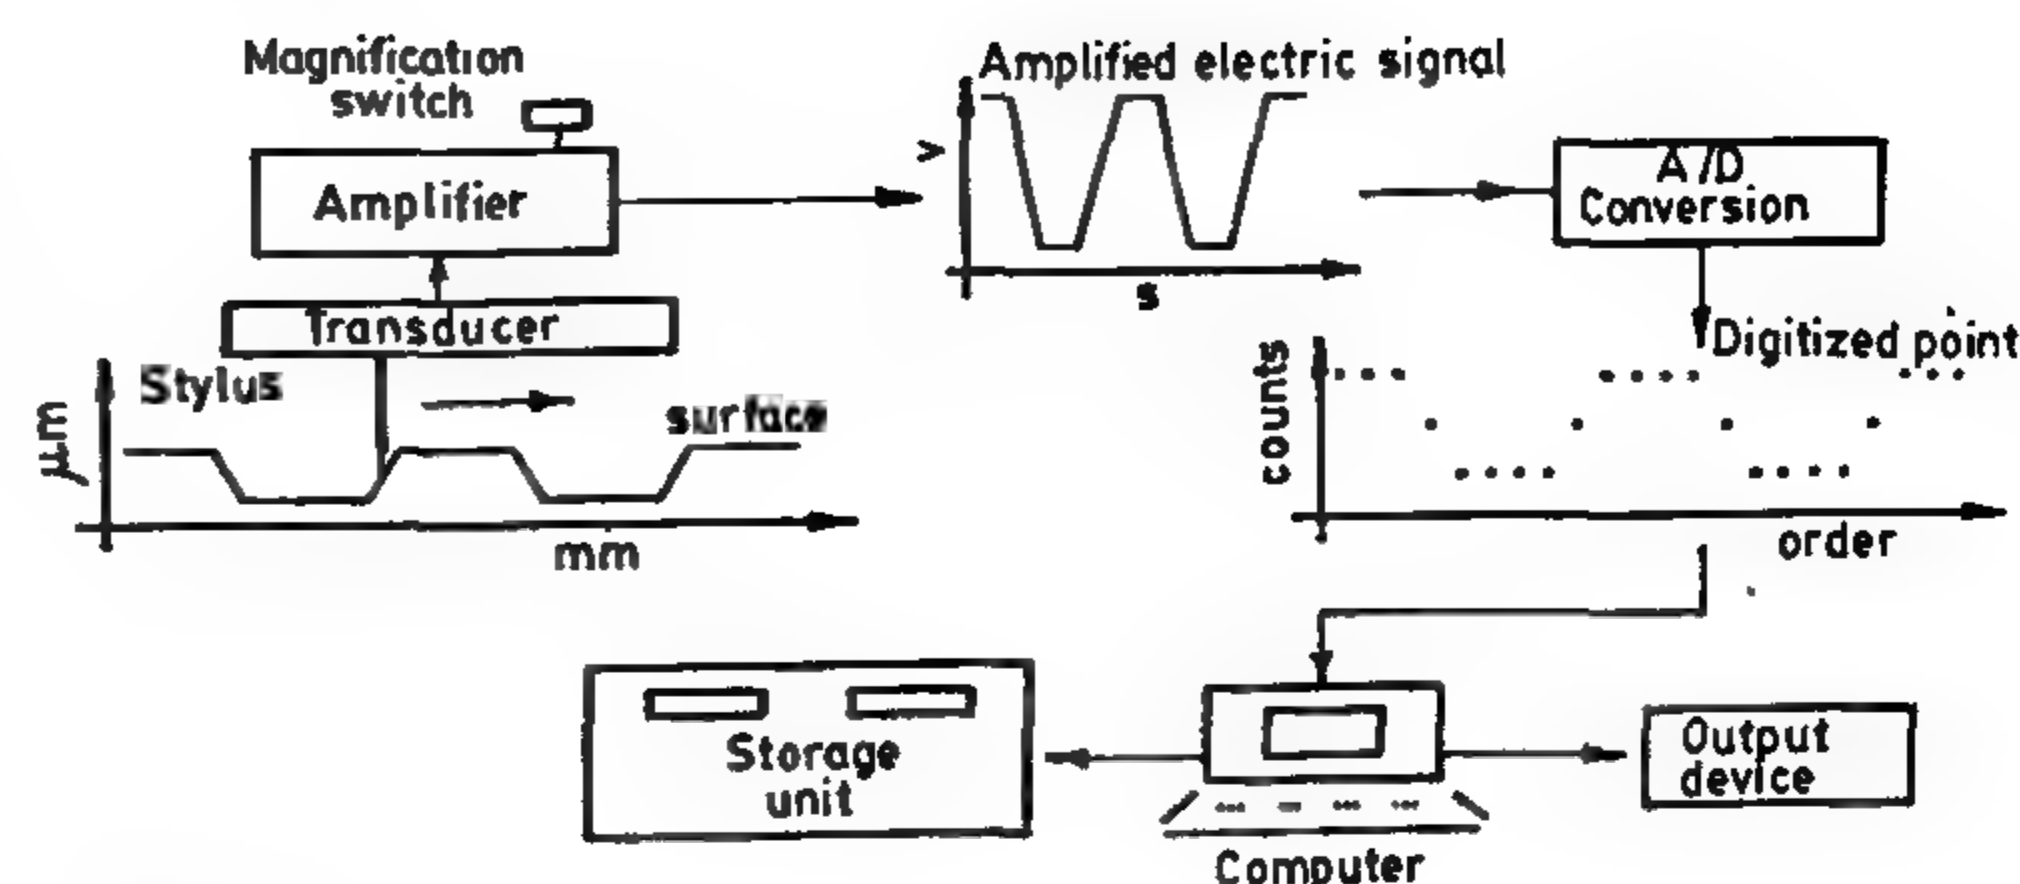 Magnification
switch
Amplifier
Transducer
Stylus
surface
μm
mm
Amplified electric signal
v
s
A/D
Conversion
Digitized point
counts
order
Storage
unit
Computer
Output
device